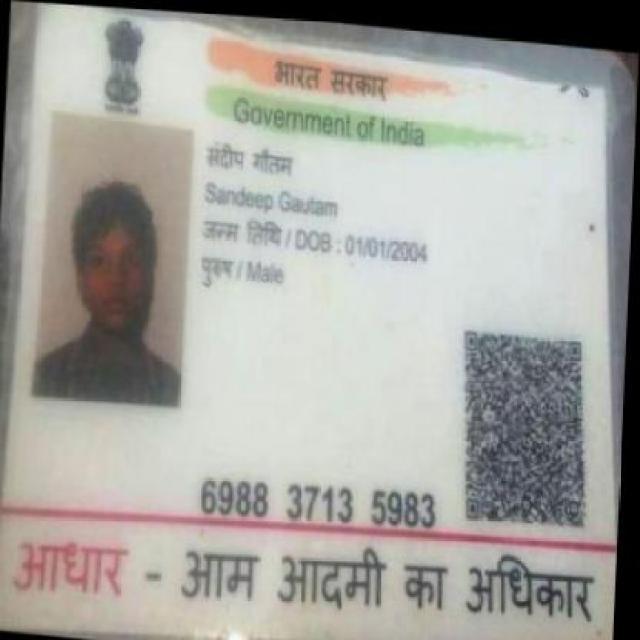 भारत सरकार
Government of India
संदीप गौतम
Sandeep Gautam
जन्म तिथि / DOB : 01/01/2004
पुरुष / Male
6988 3713 5983
आधार - आम आदमी का अधिकार